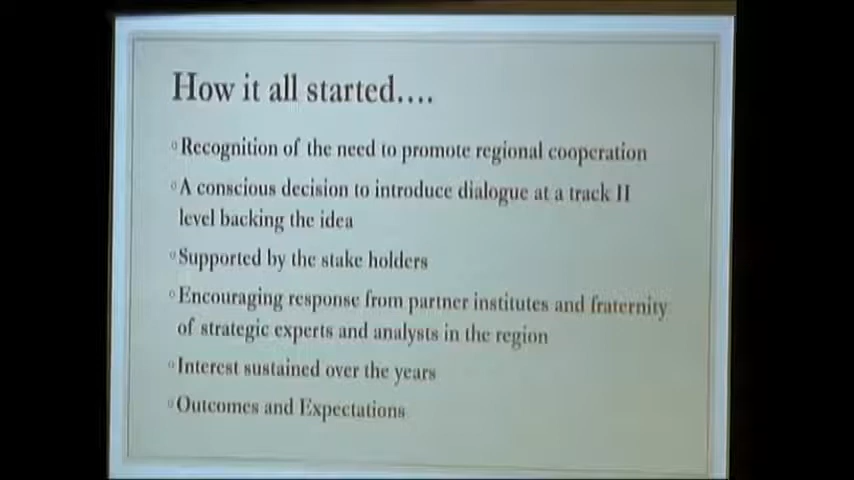 How it all started....
Recognition of the need to promote regional cooperation
A conscious decision to introduce dialogue at a track II
level backing the idea
Supported by the stake holders
Encouraging response from partner institutes and fraternity
of strategic experts and analysts in the region
Interest sustained over the years
Outcomes and Expectations